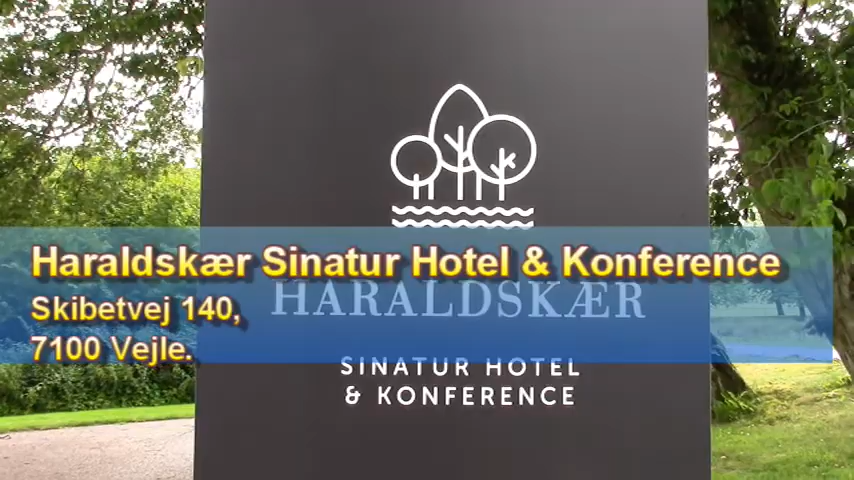 Haraldskær Sinatur Hotel & Konference
Skibetvej 140,
7100 Vejle.
HARALDSKÆR
SINATUR HOTEL
& KONFERENCE